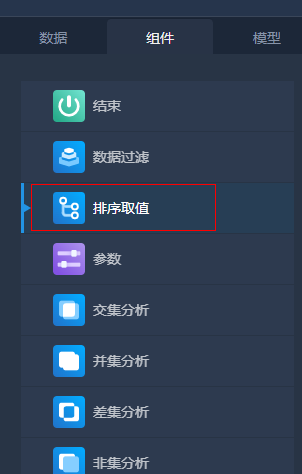 数据 组件 模型
结束
数据过滤
排序取值
参数
交集分析
并集分析
差集分析
非集分析